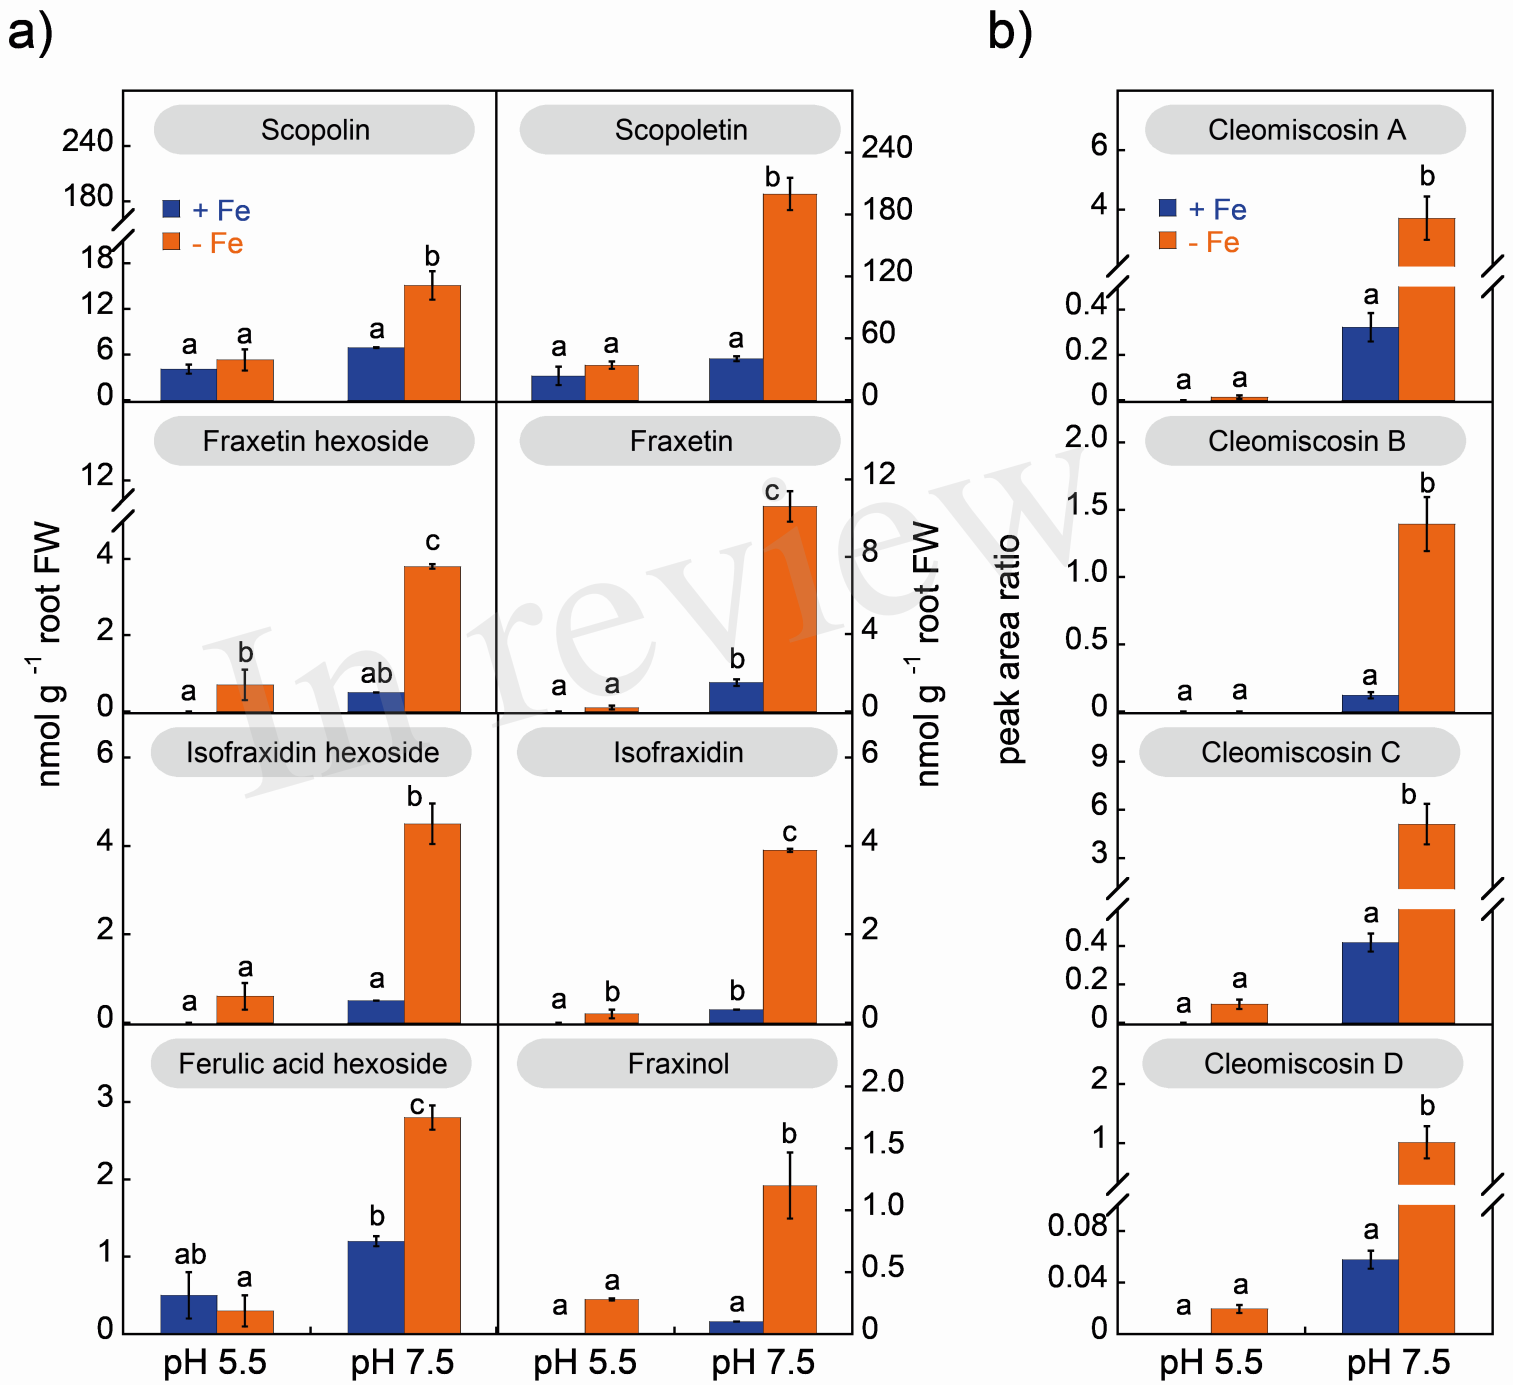 a)
b)
Scopolin
240
180
18
12
6
0
+ Fe
- Fe
a
a
a
b
Scopoletin
240
180
120
60
0
a
a
a
b
Cleomiscosin A
6
4
0.4
0.2
0
+ Fe
- Fe
a
a
a
b
Fraxetin hexoside
12
4
2
0
a
b
ab
c
Fraxetin
12
8
4
0
a
a
b
c
Cleomiscosin B
2.0
1.5
1.0
0.5
0
a
a
a
b
nmol g -1 root FW
nmol g -1 root FW
peak area ratio
In review
Isofraxidin hexoside
6
4
2
0
a
a
a
b
Isofraxidin
6
4
2
0
a
b
b
c
Cleomiscosin C
9
6
3
0.4
0.2
0
a
a
a
b
Ferulic acid hexoside
3
2
1
0
ab
a
b
c
Fraxinol
2.0
1.5
1.0
0.5
0
a
a
a
b
Cleomiscosin D
2
1
0.08
0.04
0
a
a
a
b
pH 5.5
pH 7.5
pH 5.5
pH 7.5
pH 5.5
pH 7.5